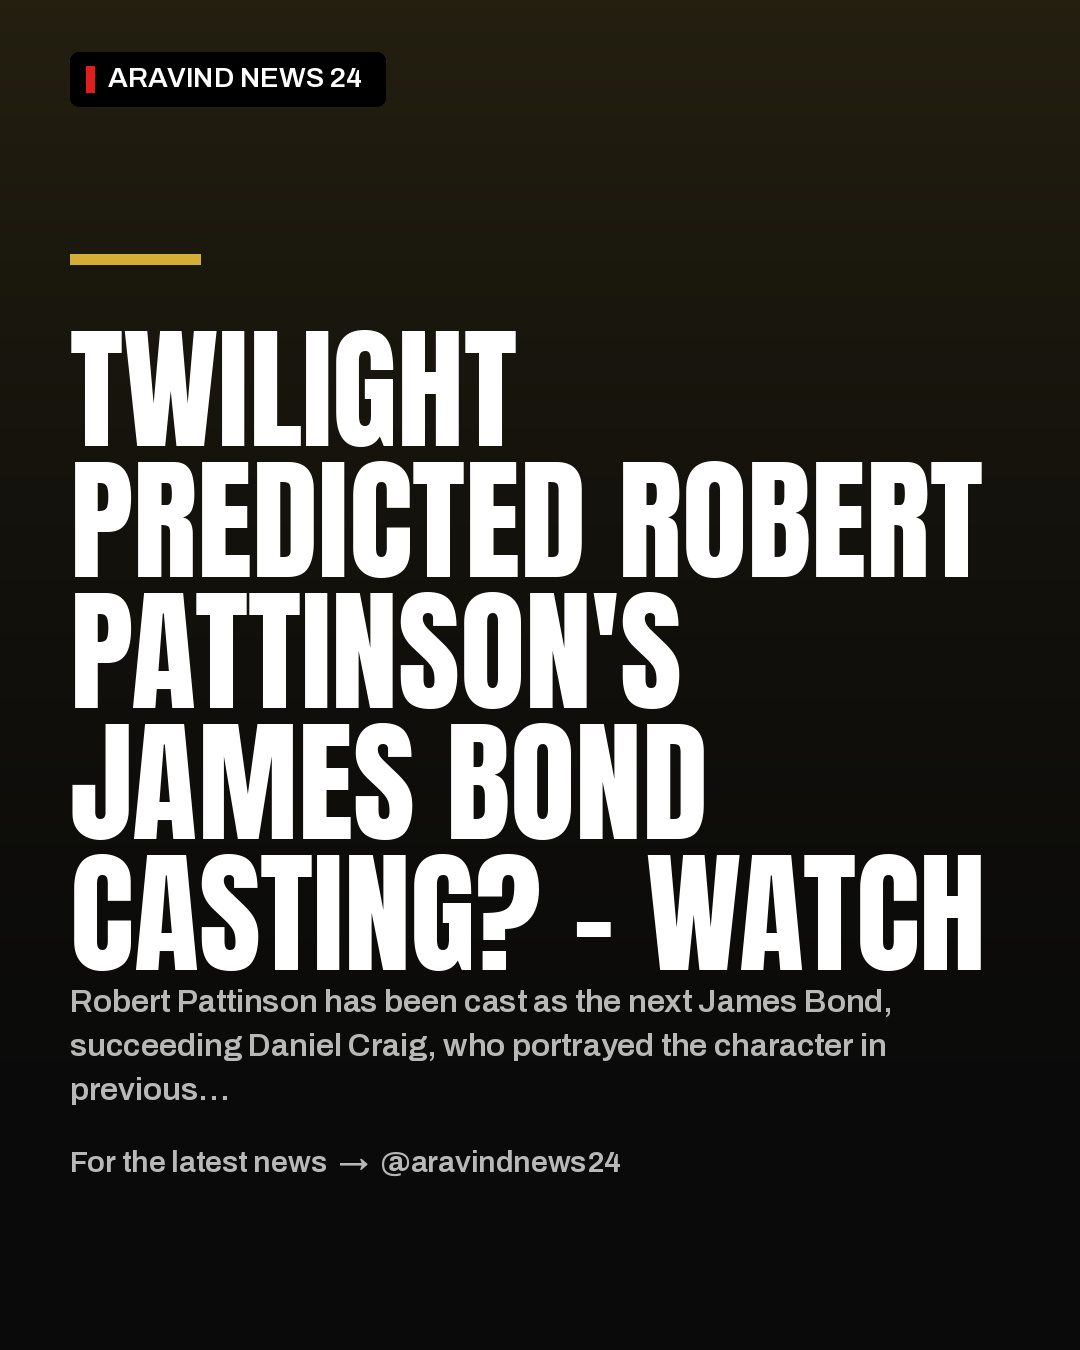 ARAVIND NEWS 24
TWILIGHT
PREDICTED ROBERT
PATTINSON'S
JAMES BOND
CASTING? - WATCH
Robert Pattinson has been cast as the next James Bond,
succeeding Daniel Craig, who portrayed the character in
previous...
For the latest news → @aravindnews24